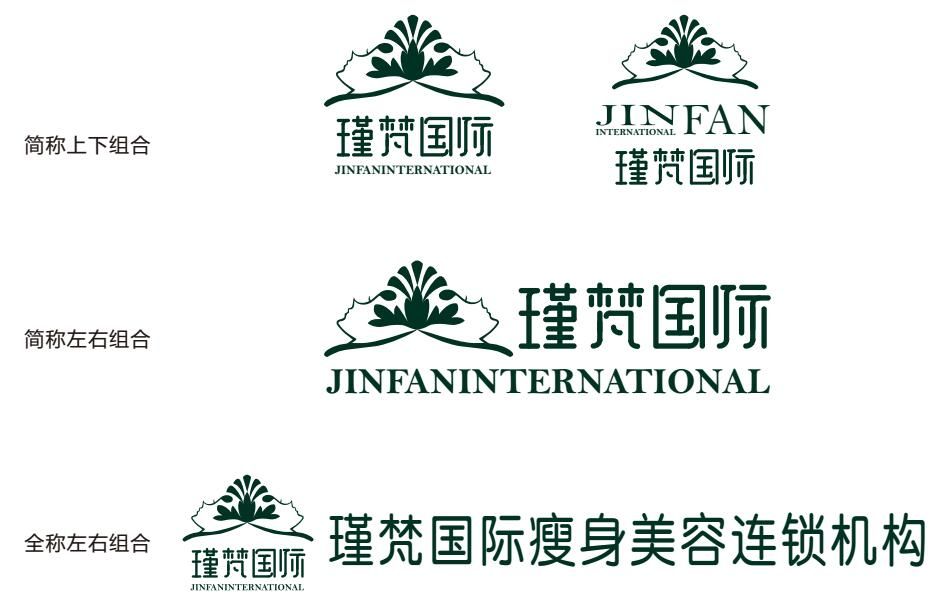 简称上下组合
瑾梵国际
JINFANINTERNATIONAL
JIN FAN
INTERNATIONAL
瑾梵国际
简称左右组合
瑾梵国际
JINFANINTERNATIONAL
全称左右组合
瑾梵国际
JINFANINTERNATIONAL
瑾梵国际瘦身美容连锁机构